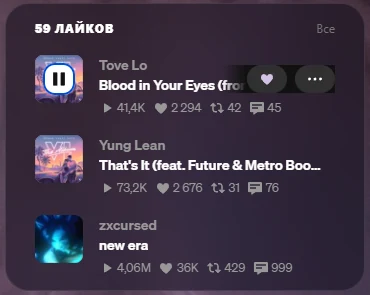 59 ЛАЙКОВ
Все
Tove Lo
Blood in Your Eyes (fror
41,4K 2 294 42 45
Yung Lean
That's It (feat. Future & Metro Boo...
73,2K 2 676 31 76
zxcursed
new era
4,06M 36K 429 999